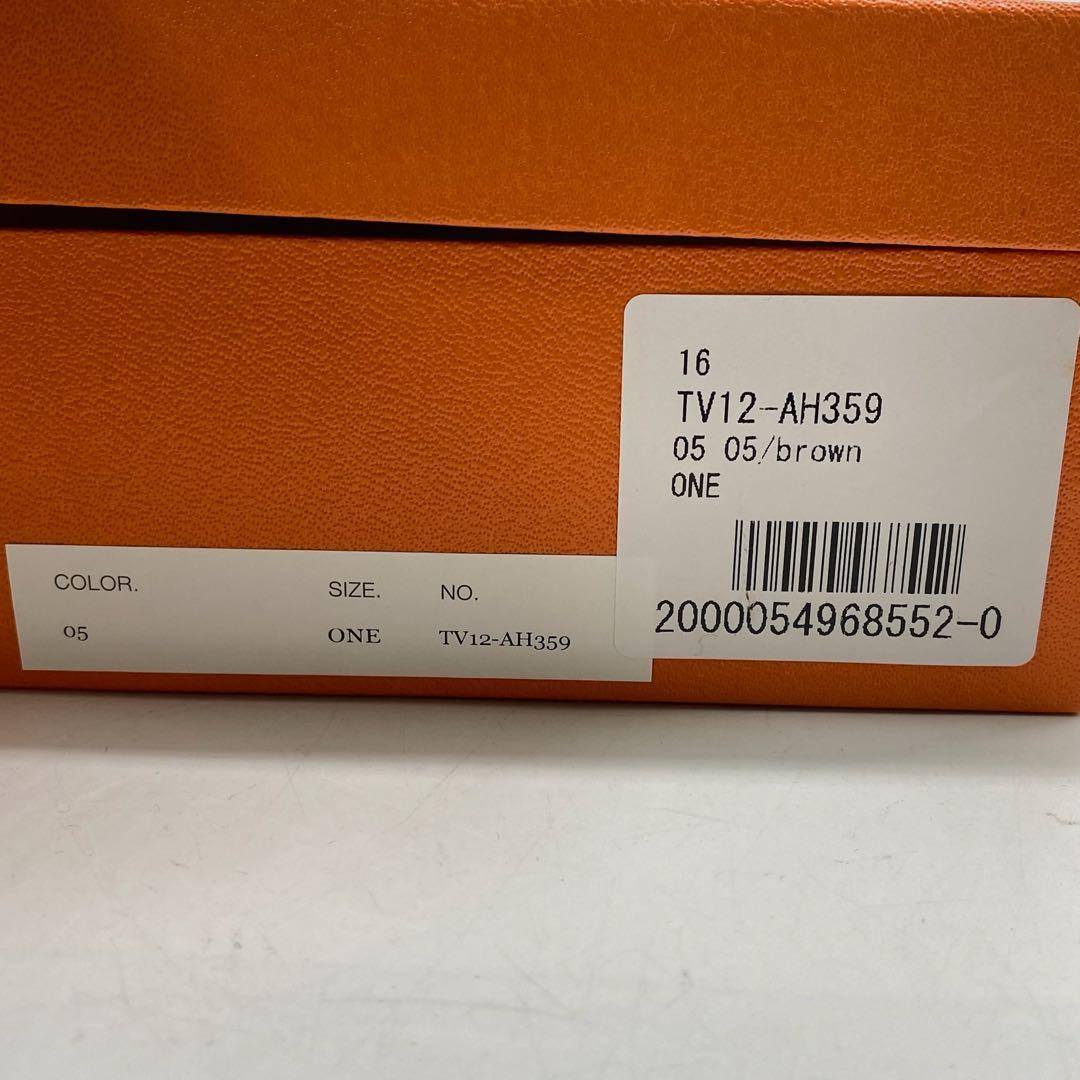 16
TV12-AH359
05 05/brown
ONE
2000054968552-0
COLOR. SIZE. NO.
05 ONE TV12-AH359